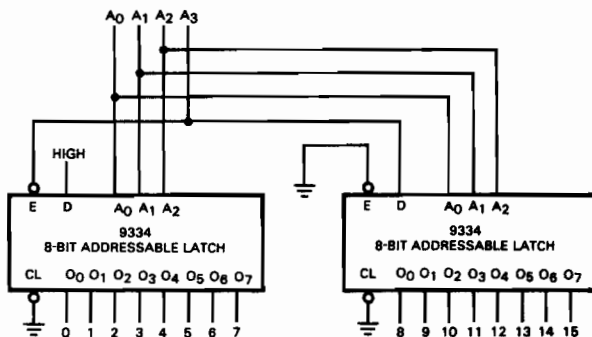 A0 A1 A2 A3
HIGH
E D A0 A1 A2
9334
8-BIT ADDRESSABLE LATCH
CL O0 O1 O2 O3 O4 O5 O6 O7
0 1 2 3 4 5 6 7
E D A0 A1 A2
9334
8-BIT ADDRESSABLE LATCH
CL O0 O1 O2 O3 O4 O5 O6 O7
8 9 10 11 12 13 14 15